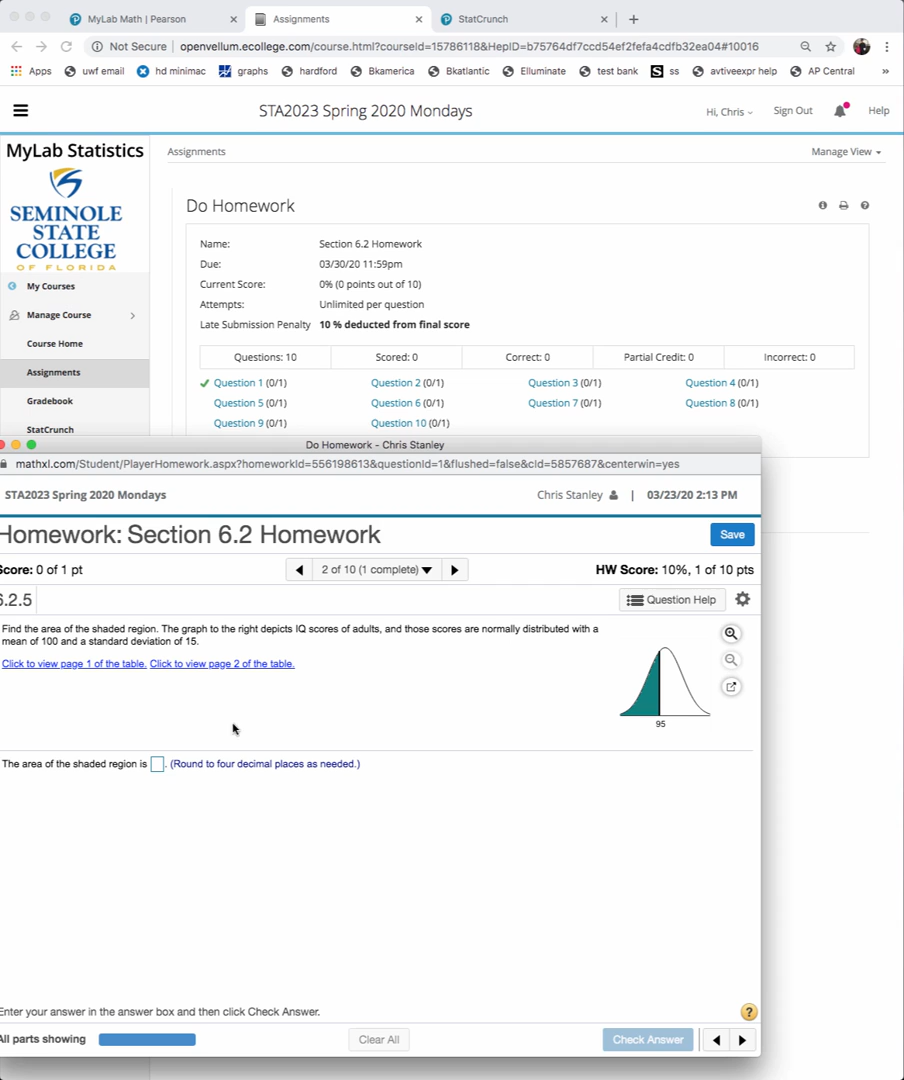 MyLab Math | Pearson
Assignments
StatCrunch
Not Secure | openvellum.ecollege.com/course.html?courseId=15786118&HepID=b75764df7ccd54ef2fefa4cdfb32ea04#10016
Apps uwf email hd minimac graphs hardford Bkamerica Bkatlantic Elluminate test bank S ss avtiveexpr help AP Central »
STA2023 Spring 2020 Mondays
Hi, Chris
Sign Out
Help
MyLab Statistics
Assignments
Manage View
SEMINOLE
STATE
COLLEGE
OF FLORIDA
My Courses
Manage Course
Course Home
Assignments
Gradebook
StatCrunch
Do Homework
Name: Section 6.2 Homework
Due: 03/30/20 11:59pm
Current Score: 0% (0 points out of 10)
Attempts: Unlimited per question
Late Submission Penalty 10 % deducted from final score
Questions: 10 Scored: 0 Correct: 0 Partial Credit: 0 Incorrect: 0
Question 1 (0/1) Question 2 (0/1) Question 3 (0/1) Question 4 (0/1)
Question 5 (0/1) Question 6 (0/1) Question 7 (0/1) Question 8 (0/1)
Question 9 (0/1) Question 10 (0/1)
Do Homework - Chris Stanley
mathxl.com/Student/PlayerHomework.aspx?homeworkId=556198613&questionId=1&flushed=false&cId=5857687&centerwin=yes
STA2023 Spring 2020 Mondays
Chris Stanley | 03/23/20 2:13 PM
Homework: Section 6.2 Homework
Save
Score: 0 of 1 pt
2 of 10 (1 complete)
HW Score: 10%, 1 of 10 pts
6.2.5
Question Help
Find the area of the shaded region. The graph to the right depicts IQ scores of adults, and those scores are normally distributed with a
mean of 100 and a standard deviation of 15.
Click to view page 1 of the table. Click to view page 2 of the table.
95
The area of the shaded region is . (Round to four decimal places as needed.)
Enter your answer in the answer box and then click Check Answer.
?
All parts showing
Clear All
Check Answer